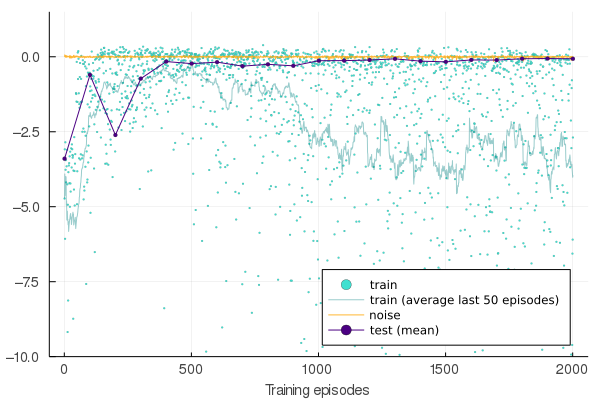 0.0
−2.5
−5.0
−7.5
−10.0
train
train (average last 50 episodes)
noise
test (mean)
0 500 1000 1500 2000
Training episodes